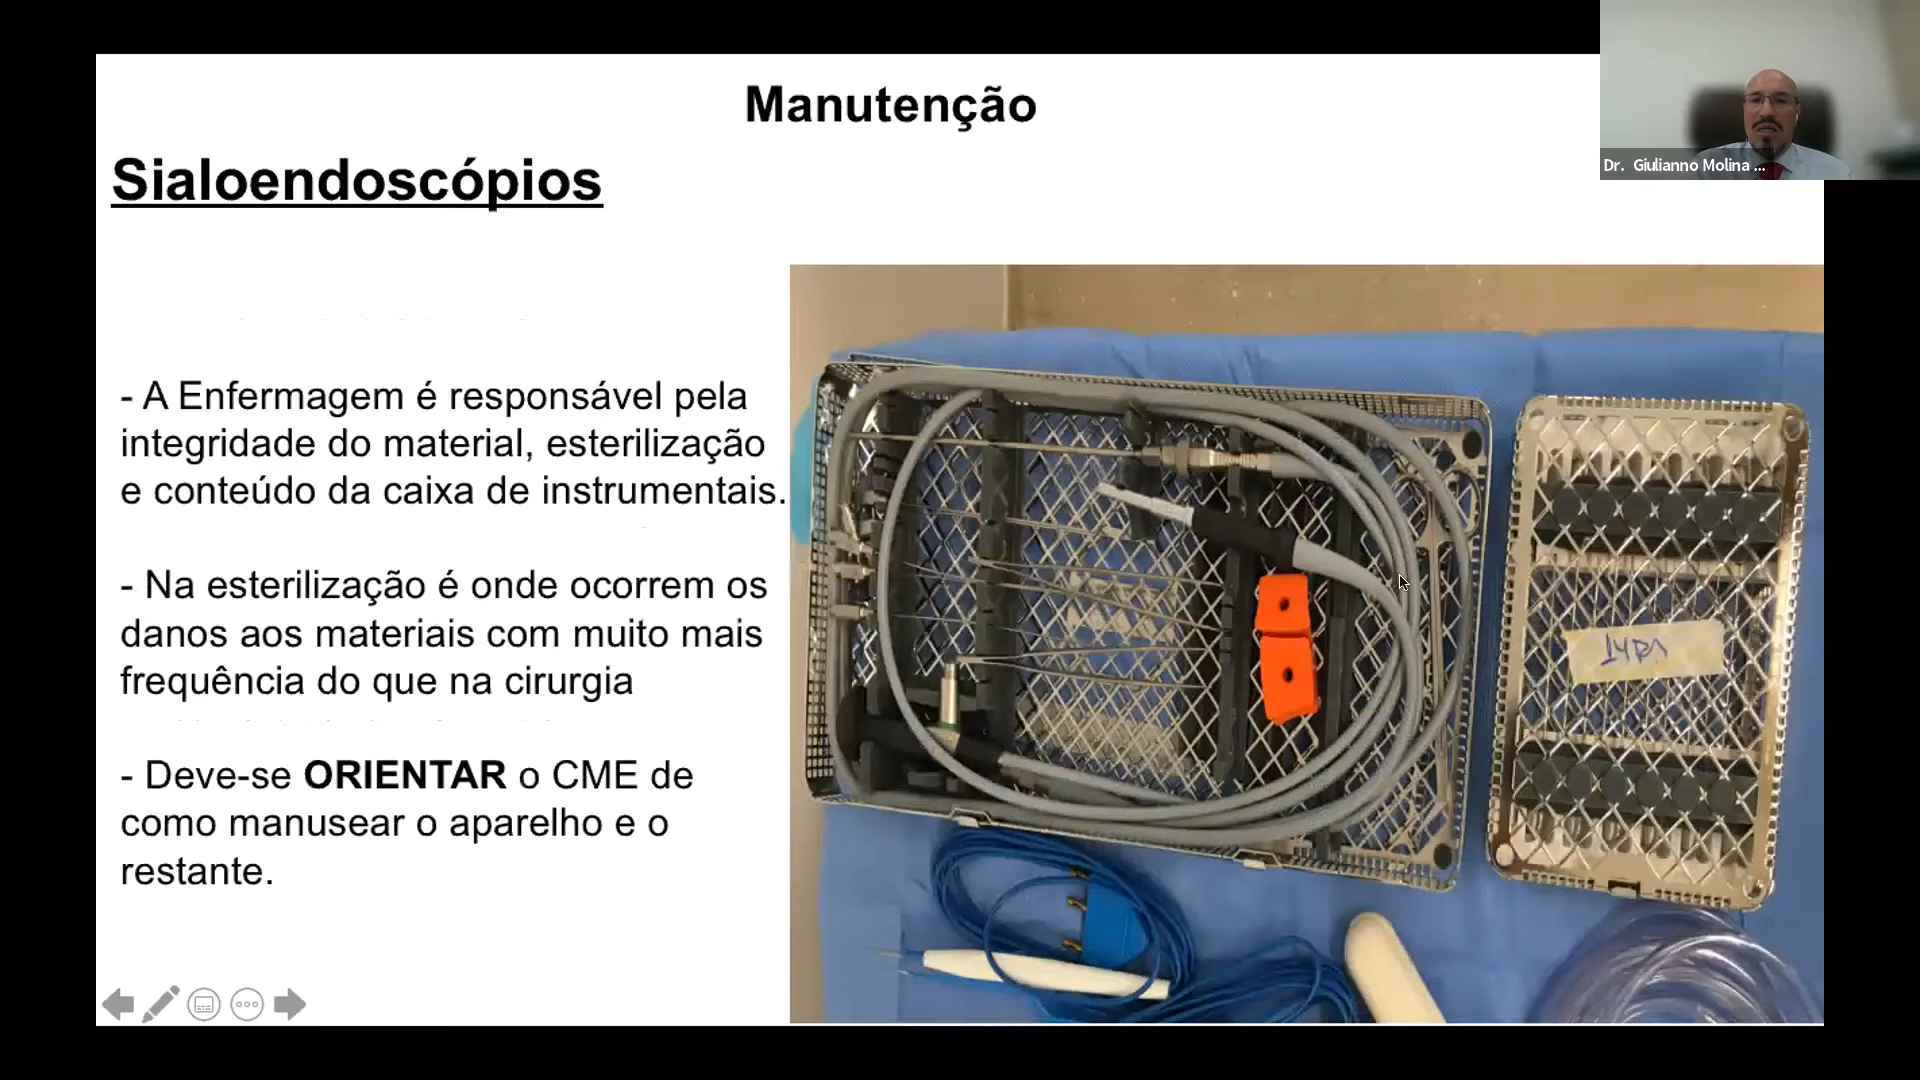 Manutenção
Dr. Giulianno Molina ...
Sialoendoscópios
- A Enfermagem é responsável pela
integridade do material, esterilização
e conteúdo da caixa de instrumentais.
- Na esterilização é onde ocorrem os
danos aos materiais com muito mais
frequência do que na cirurgia
- Deve-se ORIENTAR o CME de
como manusear o aparelho e o
restante.